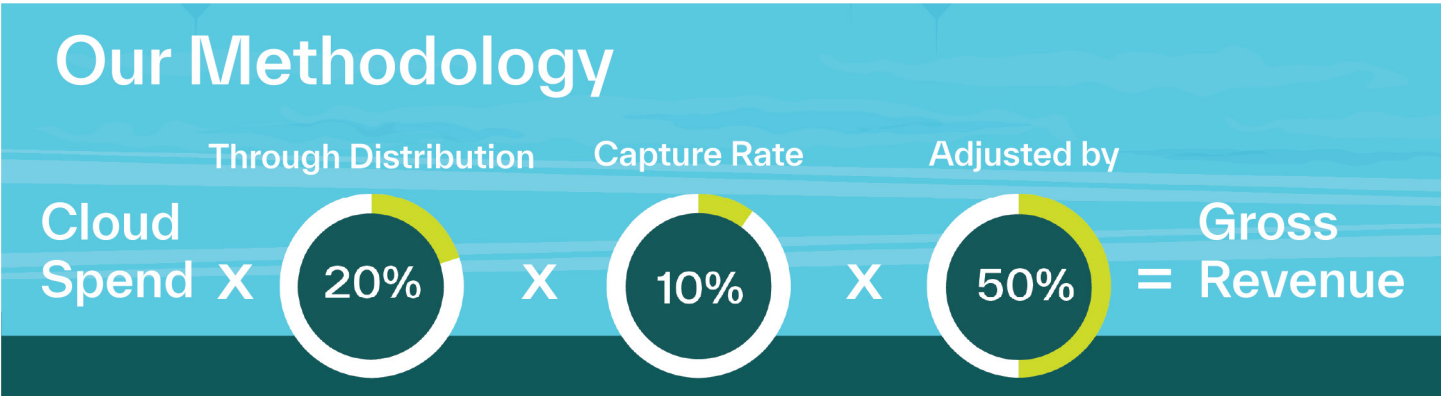 Our Methodology
Through Distribution
Capture Rate
Adjusted by
Cloud
Spend
x
20%
x
10%
x
50%
=
Gross
Revenue